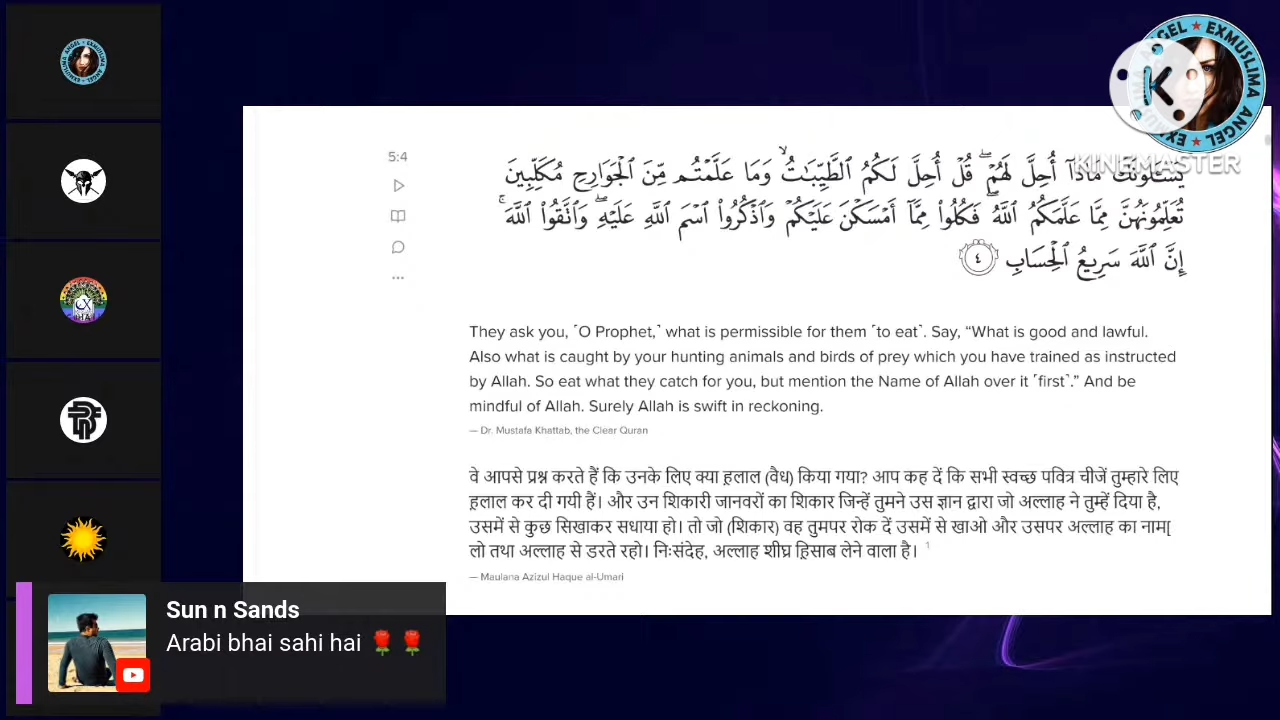 ANGEL ★ EXMUSLIMA
KINEMASTER
5:4
يَسْـَٔلُونَكَ مَاذَآ أُحِلَّ لَهُمْ ۖ قُلْ أُحِلَّ لَكُمُ ٱلطَّيِّبَـٰتُ ۙ وَمَا عَلَّمْتُم مِّنَ ٱلْجَوَارِحِ مُكَلِّبِينَ
تُعَلِّمُونَهُنَّ مِمَّا عَلَّمَكُمُ ٱللَّهُ ۖ فَكُلُوا۟ مِمَّآ أَمْسَكْنَ عَلَيْكُمْ وَٱذْكُرُوا۟ ٱسْمَ ٱللَّهِ عَلَيْهِ ۖ وَٱتَّقُوا۟ ٱللَّهَ ۚ
إِنَّ ٱللَّهَ سَرِيعُ ٱلْحِسَابِ ٤
They ask you, ˹O Prophet,˺ what is permissible for them ˹to eat˺. Say, “What is good and lawful.
Also what is caught by your hunting animals and birds of prey which you have trained as instructed
by Allah. So eat what they catch for you, but mention the Name of Allah over it ˹first˺.” And be
mindful of Allah. Surely Allah is swift in reckoning.
— Dr. Mustafa Khattab, the Clear Quran
वे आपसे प्रश्न करते हैं कि उनके लिए क्या ह़लाल (वैध) किया गया? आप कह दें कि सभी स्वच्छ पवित्र चीजें तुम्हारे लिए
ह़लाल कर दी गयी हैं। और उन शिकारी जानवरों का शिकार जिन्हें तुमने उस ज्ञान द्वारा जो अल्लाह ने तुम्हें दिया है,
उसमें से कुछ सिखाकर सधाया हो। तो जो (शिकार) वह तुमपर रोक दें उसमें से खाओ और उसपर अल्लाह का नाम[
लो तथा अल्लाह से डरते रहो। निःसंदेह, अल्लाह शीघ्र ह़िसाब लेने वाला है। 1
— Maulana Azizul Haque al-Umari
Sun n Sands
Arabi bhai sahi hai 🌹🌹